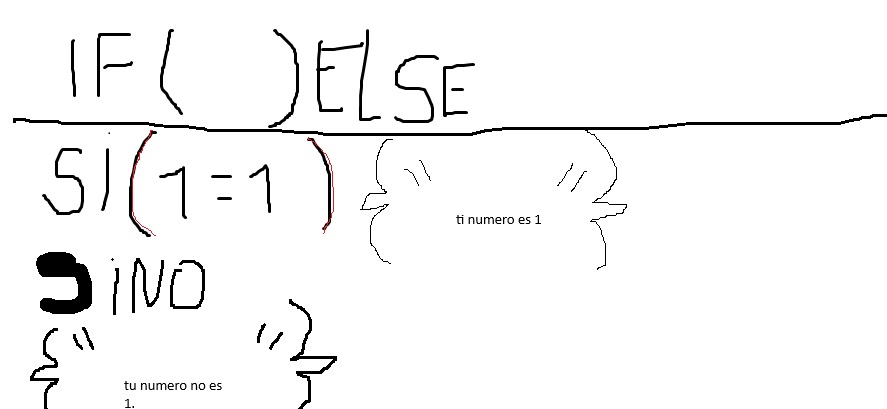 IF ( ) ELSE
SI (1 = 1 ) { " ti numero es 1 " }
SINO
{ " "
tu numero no es
1.